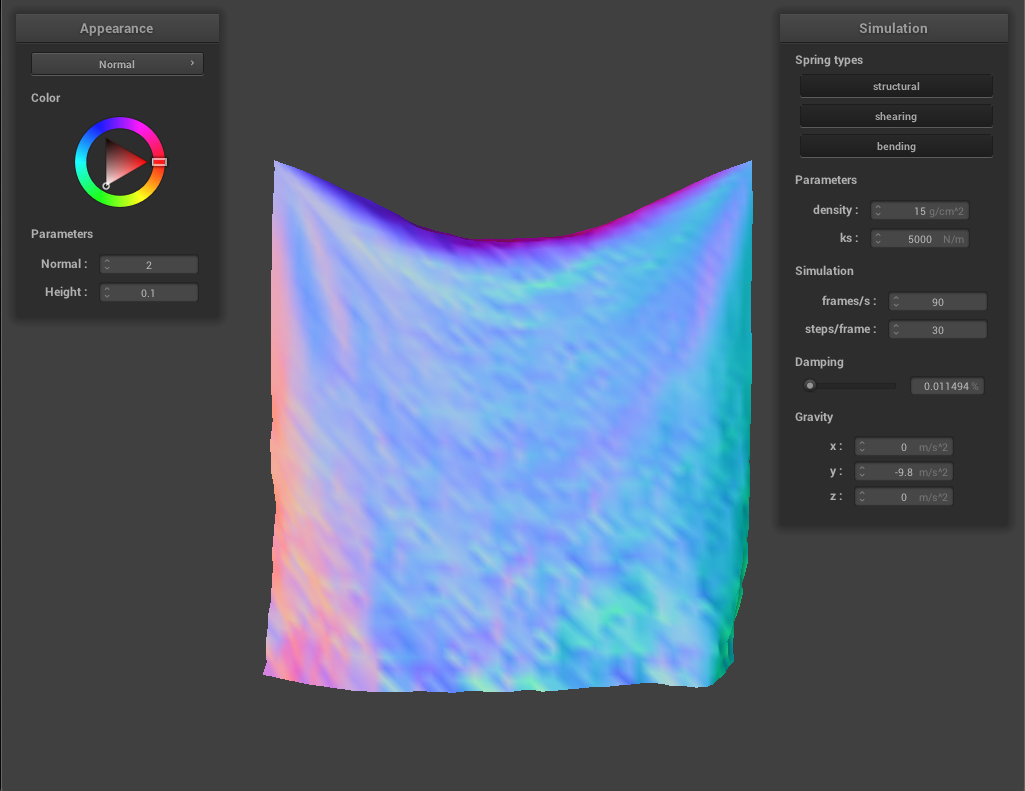 Appearance
Normal
Color
Parameters
Normal : 2
Height : 0.1
Simulation
Spring types
structural
shearing
bending
Parameters
density : 15 g/cm^2
ks : 5000 N/m
Simulation
frames/s : 90
steps/frame : 30
Damping
0.011494 %
Gravity
x : 0 m/s^2
y : -9.8 m/s^2
z : 0 m/s^2